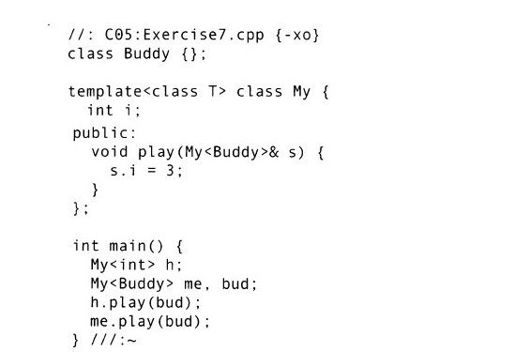 //: C05:Exercise7.cpp {-xo}
class Buddy {};

template<class T> class My {
  int i;
public:
  void play(My<Buddy>& s) {
    s.i = 3;
  }
};

int main() {
  My<int> h;
  My<Buddy> me, bud;
  h.play(bud);
  me.play(bud);
} ///:~